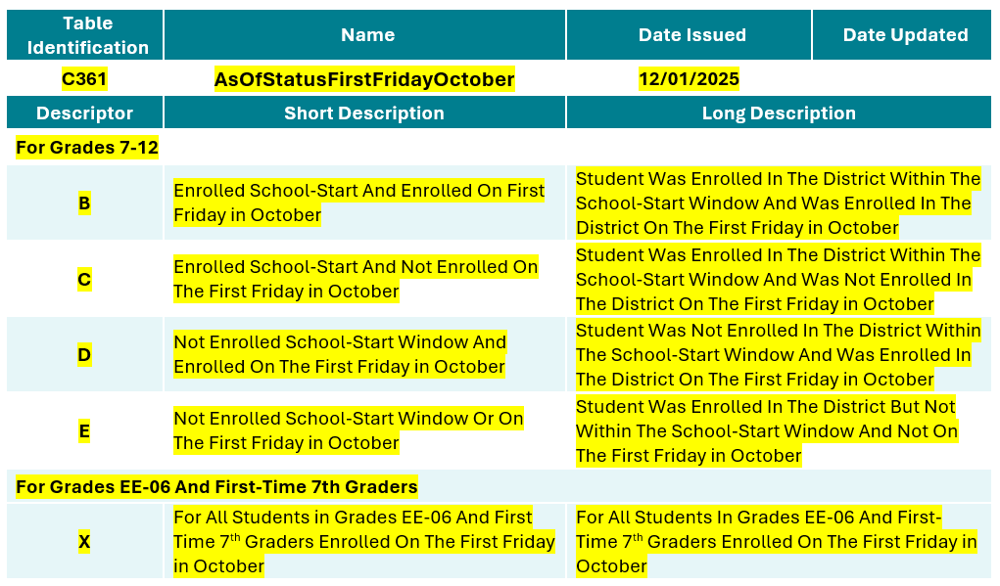 Table Identification Name Date Issued Date Updated
C361 AsOfStatusFirstFridayOctober 12/01/2025
Descriptor Short Description Long Description
For Grades 7-12
B
Enrolled School-Start And Enrolled On First
Friday in October
Student Was Enrolled In The District Within The
School-Start Window And Was Enrolled In The
District On The First Friday in October
C
Enrolled School-Start And Not Enrolled On
The First Friday in October
Student Was Enrolled In The District Within The
School-Start Window And Was Not Enrolled In
The District On The First Friday in October
D
Not Enrolled School-Start Window And
Enrolled On The First Friday in October
Student Was Not Enrolled In The District Within
The School-Start Window And Was Enrolled In
The District On The First Friday in October
E
Not Enrolled School-Start Window Or On
The First Friday in October
Student Was Enrolled In The District But Not
Within The School-Start Window And Not On
The First Friday in October
For Grades EE-06 And First-Time 7th Graders
X
For All Students in Grades EE-06 And First
Time 7th Graders Enrolled On The First Friday
in October
For All Students In Grades EE-06 And First-
Time 7th Graders Enrolled On The First Friday in
October